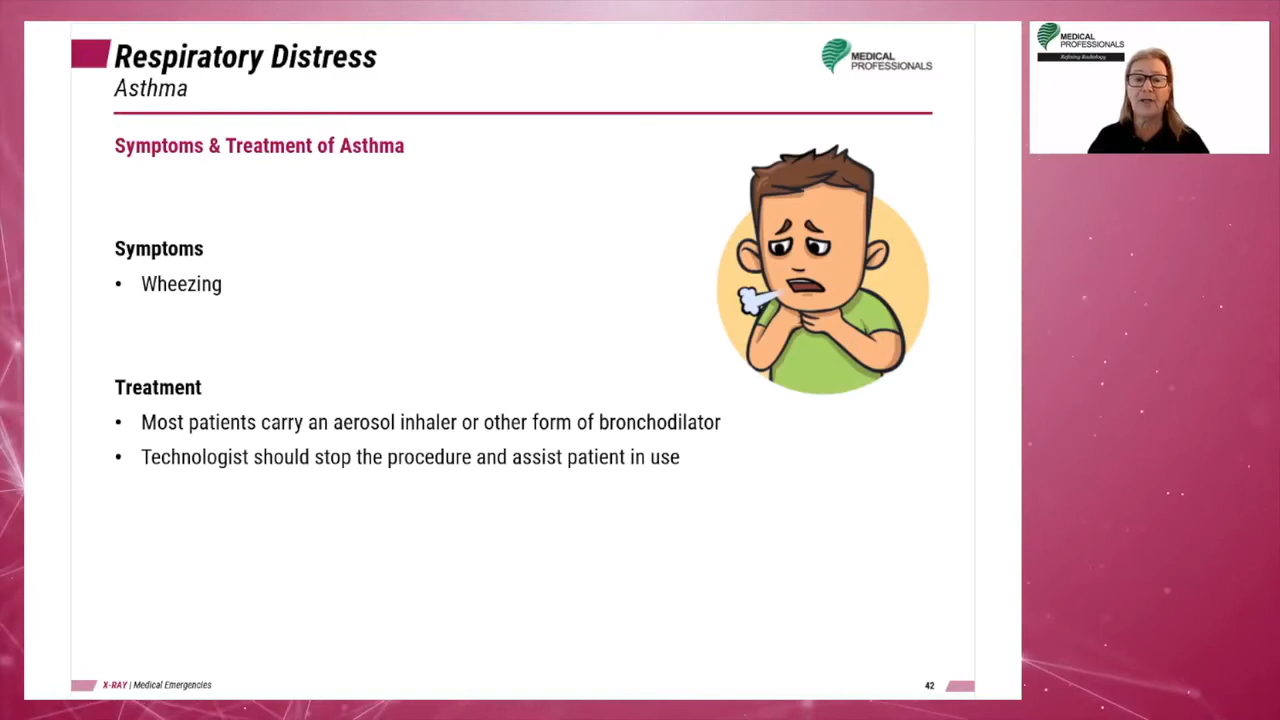 Respiratory Distress
Asthma
MEDICAL
PROFESSIONALS
Symptoms & Treatment of Asthma
Symptoms
• Wheezing
Treatment
• Most patients carry an aerosol inhaler or other form of bronchodilator
• Technologist should stop the procedure and assist patient in use
X-RAY | Medical Emergencies
42
MEDICAL
PROFESSIONALS
Refining Radiology